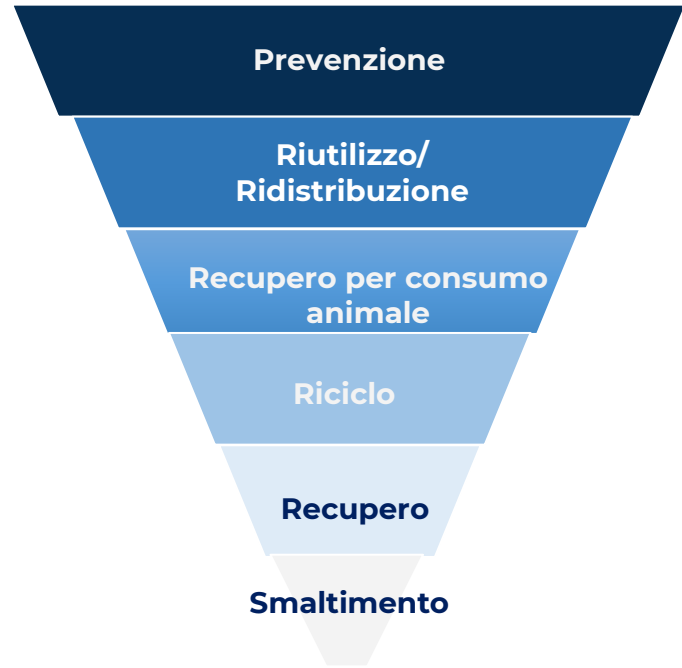 Prevenzione
Riutilizzo/
Ridistribuzione
Recupero per consumo
animale
Riciclo
Recupero
Smaltimento